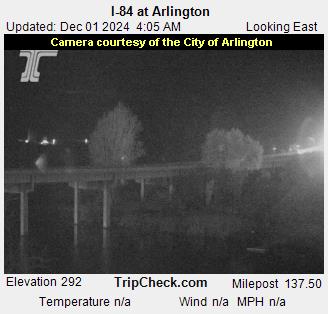 I-84 at Arlington
Updated: Dec 01 2024 4:05 AM Looking East
Camera courtesy of the City of Arlington
Elevation 292 TripCheck.com Milepost 137.50
Temperature n/a Wind n/a MPH n/a